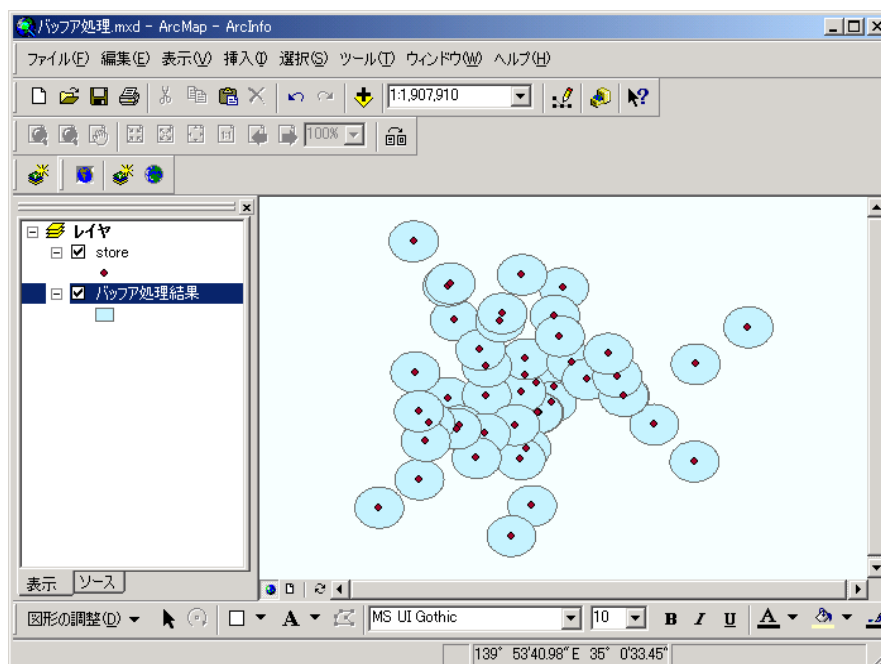 バッファ処理.mxd - ArcMap - ArcInfo
ファイル(F) 編集(E) 表示(V) 挿入(I) 選択(S) ツール(T) ウィンドウ(W) ヘルプ(H)
1:1,907,910
100%
レイヤ
store
バッファ処理結果
表示 ソース
図形の調整(D) A MS UI Gothic 10 B I U A
139° 53'40.98" E 35° 0'33.45"